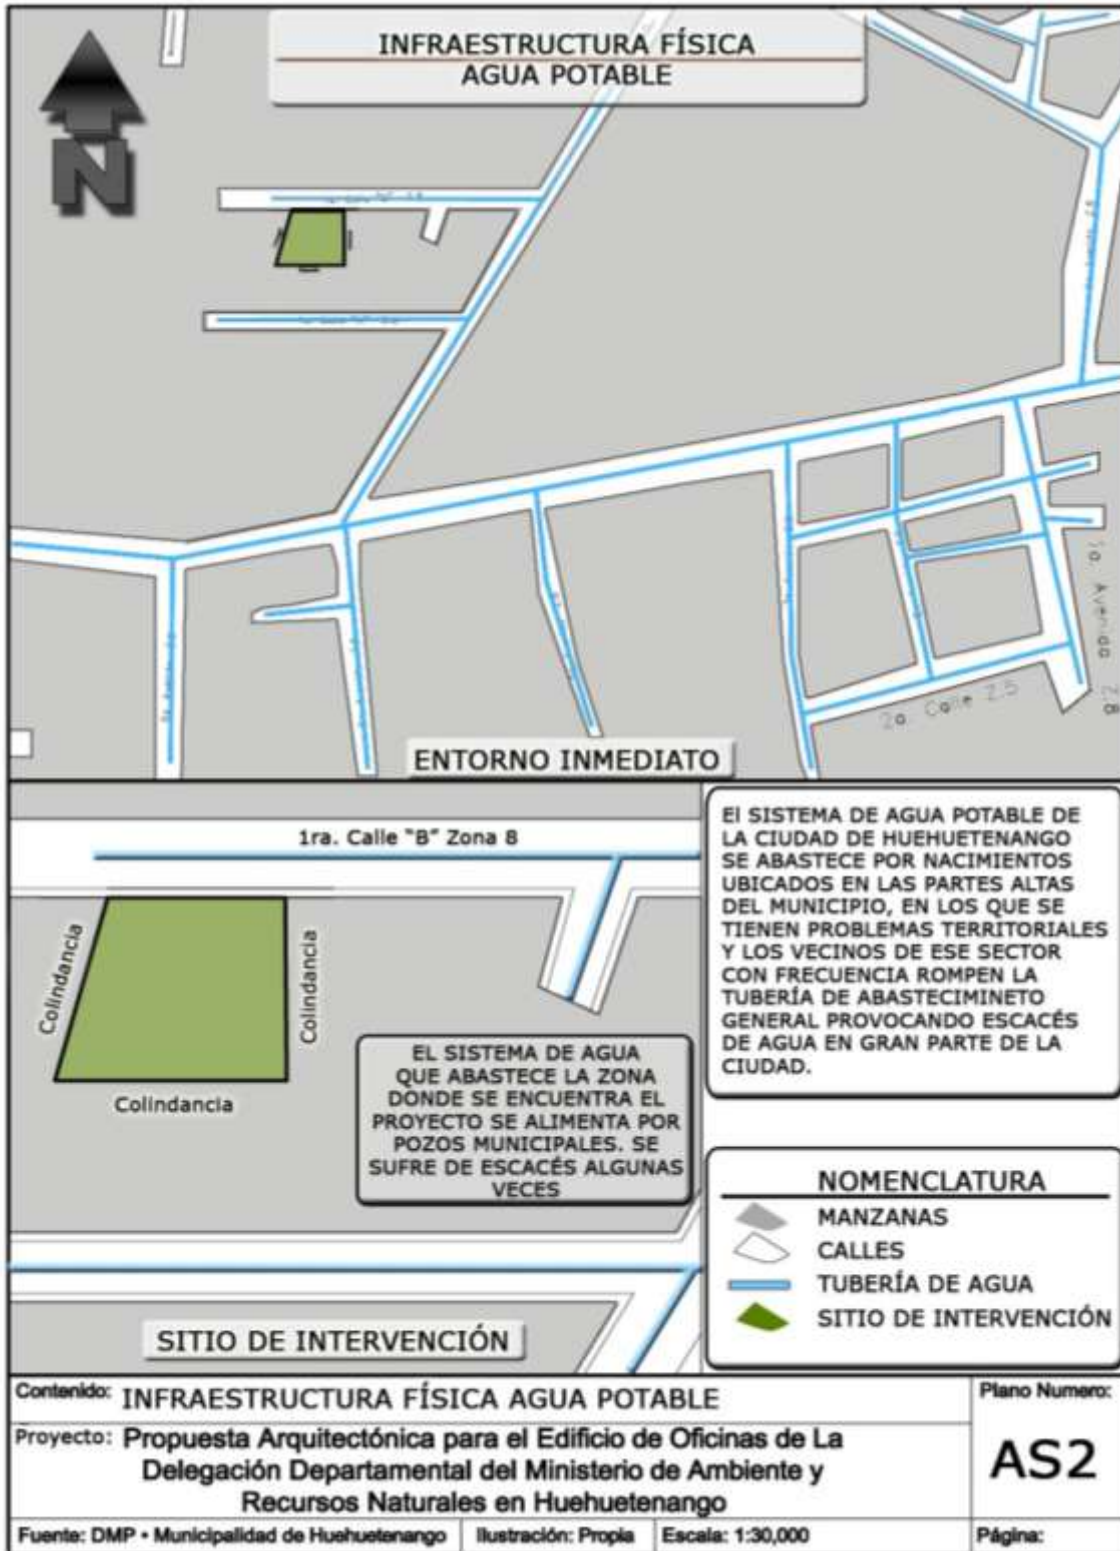 INFRAESTRUCTURA FÍSICA
AGUA POTABLE
N
1a. Avenida Z.8
2a. Calle Z.5
ENTORNO INMEDIATO
1ra. Calle "B" Zona 8
Colindancia
Colindancia
Colindancia
EL SISTEMA DE AGUA
QUE ABASTECE LA ZONA
DONDE SE ENCUENTRA EL
PROYECTO SE ALIMENTA POR
POZOS MUNICIPALES. SE
SUFRE DE ESCACÉS ALGUNAS
VECES
SITIO DE INTERVENCIÓN
El SISTEMA DE AGUA POTABLE DE
LA CIUDAD DE HUEHUETENANGO
SE ABASTECE POR NACIMIENTOS
UBICADOS EN LAS PARTES ALTAS
DEL MUNICIPIO, EN LOS QUE SE
TIENEN PROBLEMAS TERRITORIALES
Y LOS VECINOS DE ESE SECTOR
CON FRECUENCIA ROMPEN LA
TUBERÍA DE ABASTECIMINETO
GENERAL PROVOCANDO ESCACÉS
DE AGUA EN GRAN PARTE DE LA
CIUDAD.
NOMENCLATURA
MANZANAS
CALLES
TUBERÍA DE AGUA
SITIO DE INTERVENCIÓN
Contenido: INFRAESTRUCTURA FÍSICA AGUA POTABLE
Plano Numero:
AS2
Proyecto: Propuesta Arquitectónica para el Edificio de Oficinas de La
Delegación Departamental del Ministerio de Ambiente y
Recursos Naturales en Huehuetenango
Fuente: DMP • Municipalidad de Huehuetenango
Ilustración: Propia
Escala: 1:30,000
Página: